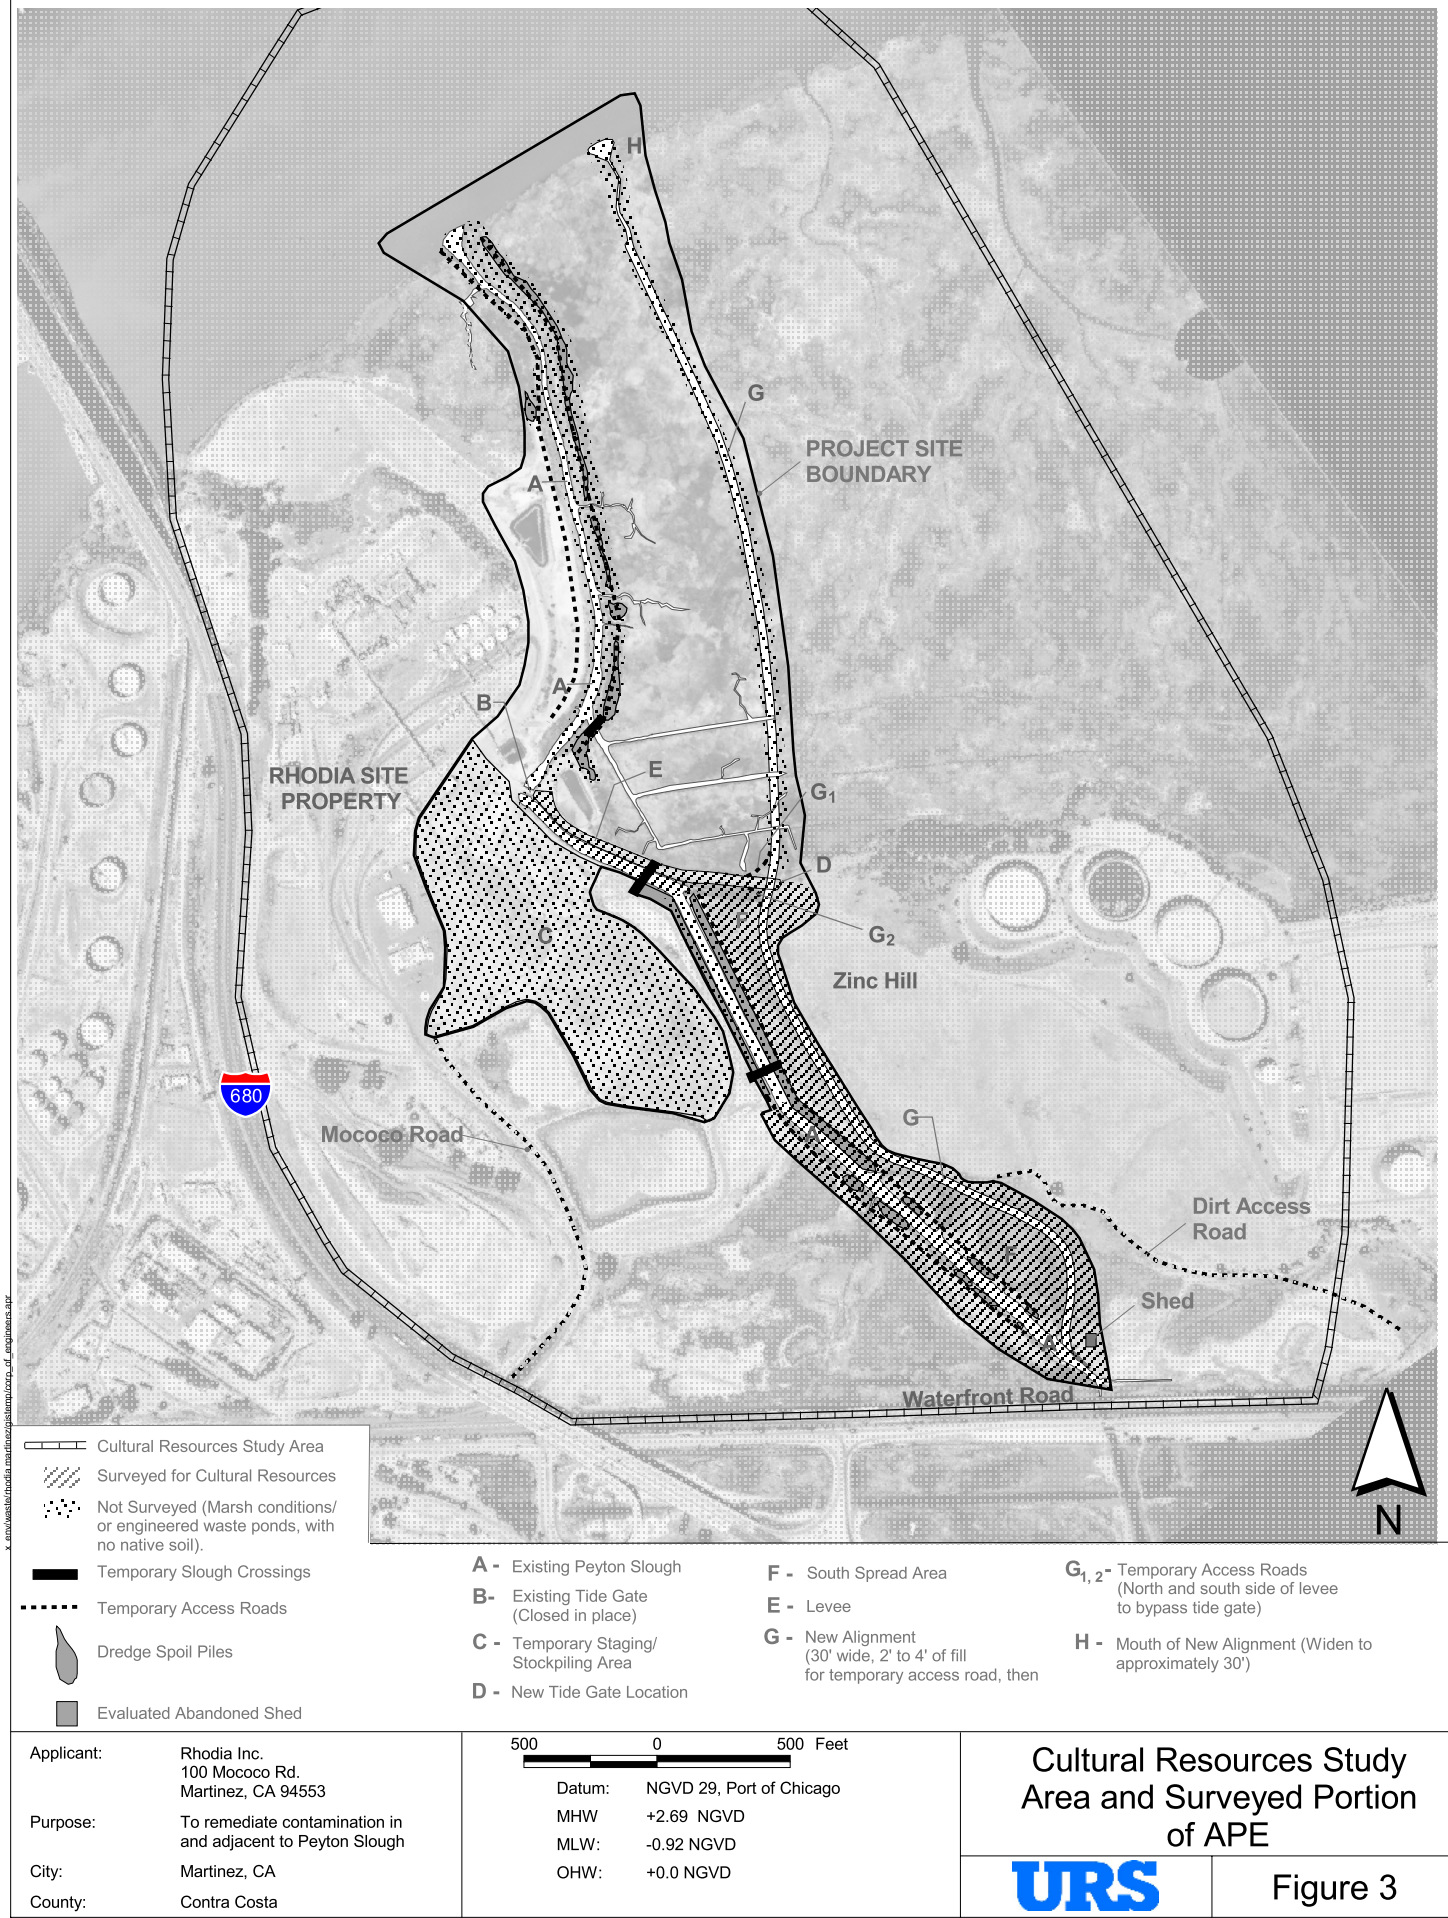 H
G
PROJECT SITE
BOUNDARY
A
A
B
RHODIA SITE
PROPERTY
E
G1
D
F
G2
C
Zinc Hill
680
Mococo Road
A
G
Dirt Access
Road
F
Shed
A
Waterfront Road
N
Cultural Resources Study Area
Surveyed for Cultural Resources
Not Surveyed (Marsh conditions/
or engineered waste ponds, with
no native soil).
Temporary Slough Crossings
Temporary Access Roads
Dredge Spoil Piles
Evaluated Abandoned Shed
A - Existing Peyton Slough
B- Existing Tide Gate
(Closed in place)
C - Temporary Staging/
Stockpiling Area
D - New Tide Gate Location
F - South Spread Area
E - Levee
G - New Alignment
(30' wide, 2' to 4' of fill
for temporary access road, then
G1, 2- Temporary Access Roads
(North and south side of levee
to bypass tide gate)
H - Mouth of New Alignment (Widen to
approximately 30')
Applicant: Rhodia Inc.
100 Mococo Rd.
Martinez, CA 94553
Purpose: To remediate contamination in
and adjacent to Peyton Slough
City: Martinez, CA
County: Contra Costa
500 0 500 Feet
Datum: NGVD 29, Port of Chicago
MHW +2.69 NGVD
MLW: -0.92 NGVD
OHW: +0.0 NGVD
Cultural Resources Study
Area and Surveyed Portion
of APE
URS
Figure 3